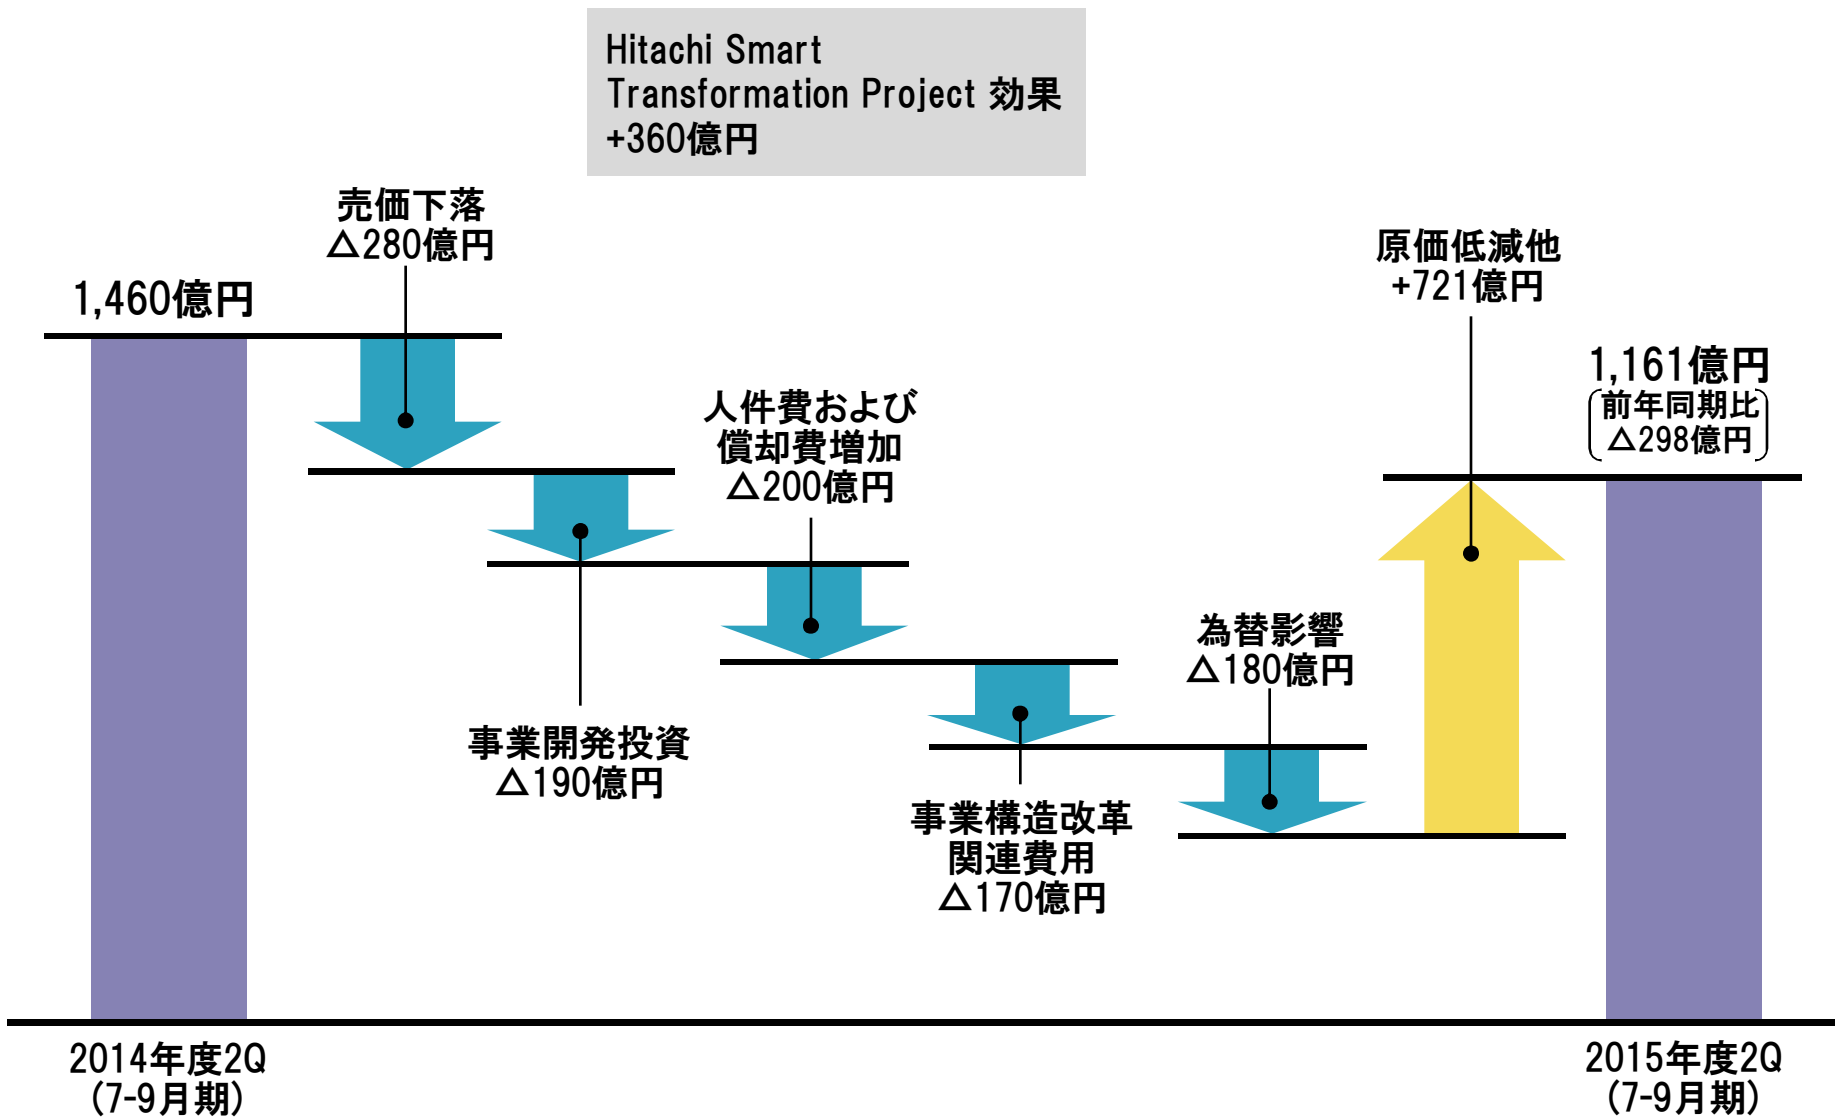 Hitachi Smart
Transformation Project 効果
+360億円
1,460億円
売価下落
△280億円
事業開発投資
△190億円
人件費および
償却費増加
△200億円
事業構造改革
関連費用
△170億円
為替影響
△180億円
原価低減他
+721億円
1,161億円
前年同期比
△298億円
2014年度2Q
(7-9月期)
2015年度2Q
(7-9月期)